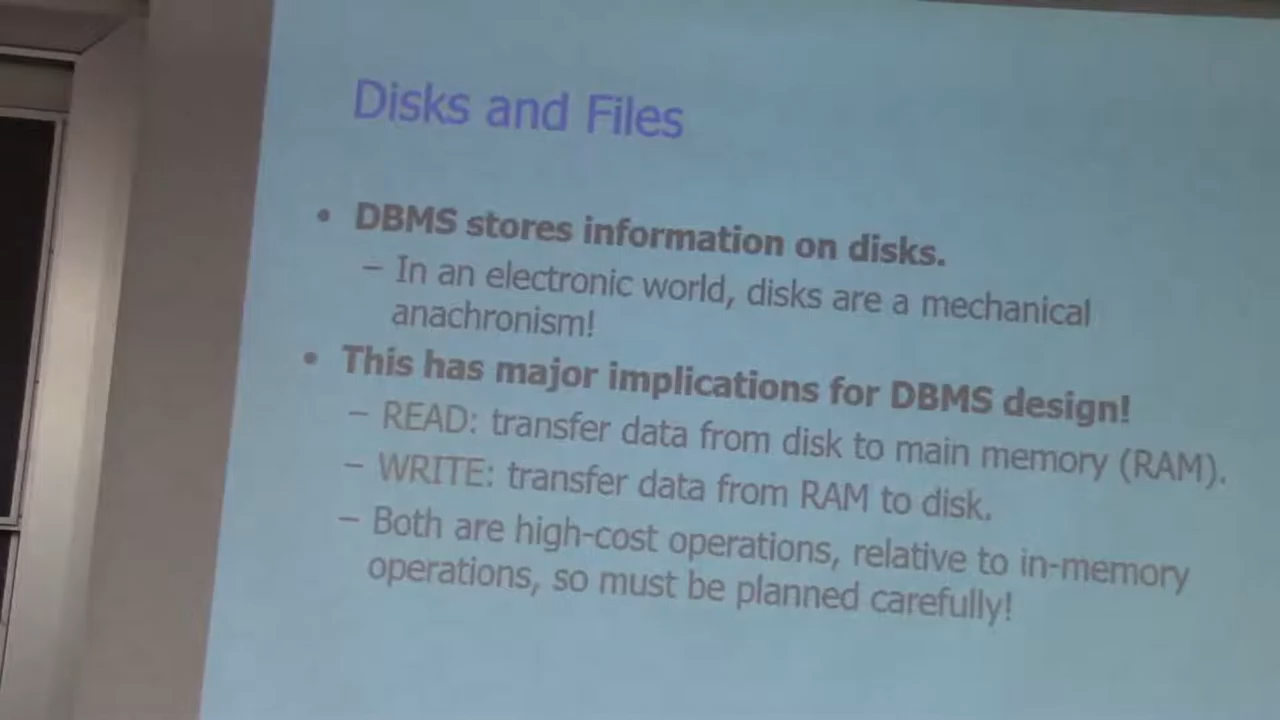 Disks and Files
• DBMS stores information on disks.
– In an electronic world, disks are a mechanical
anachronism!
• This has major implications for DBMS design!
– READ: transfer data from disk to main memory (RAM).
– WRITE: transfer data from RAM to disk.
– Both are high-cost operations, relative to in-memory
operations, so must be planned carefully!